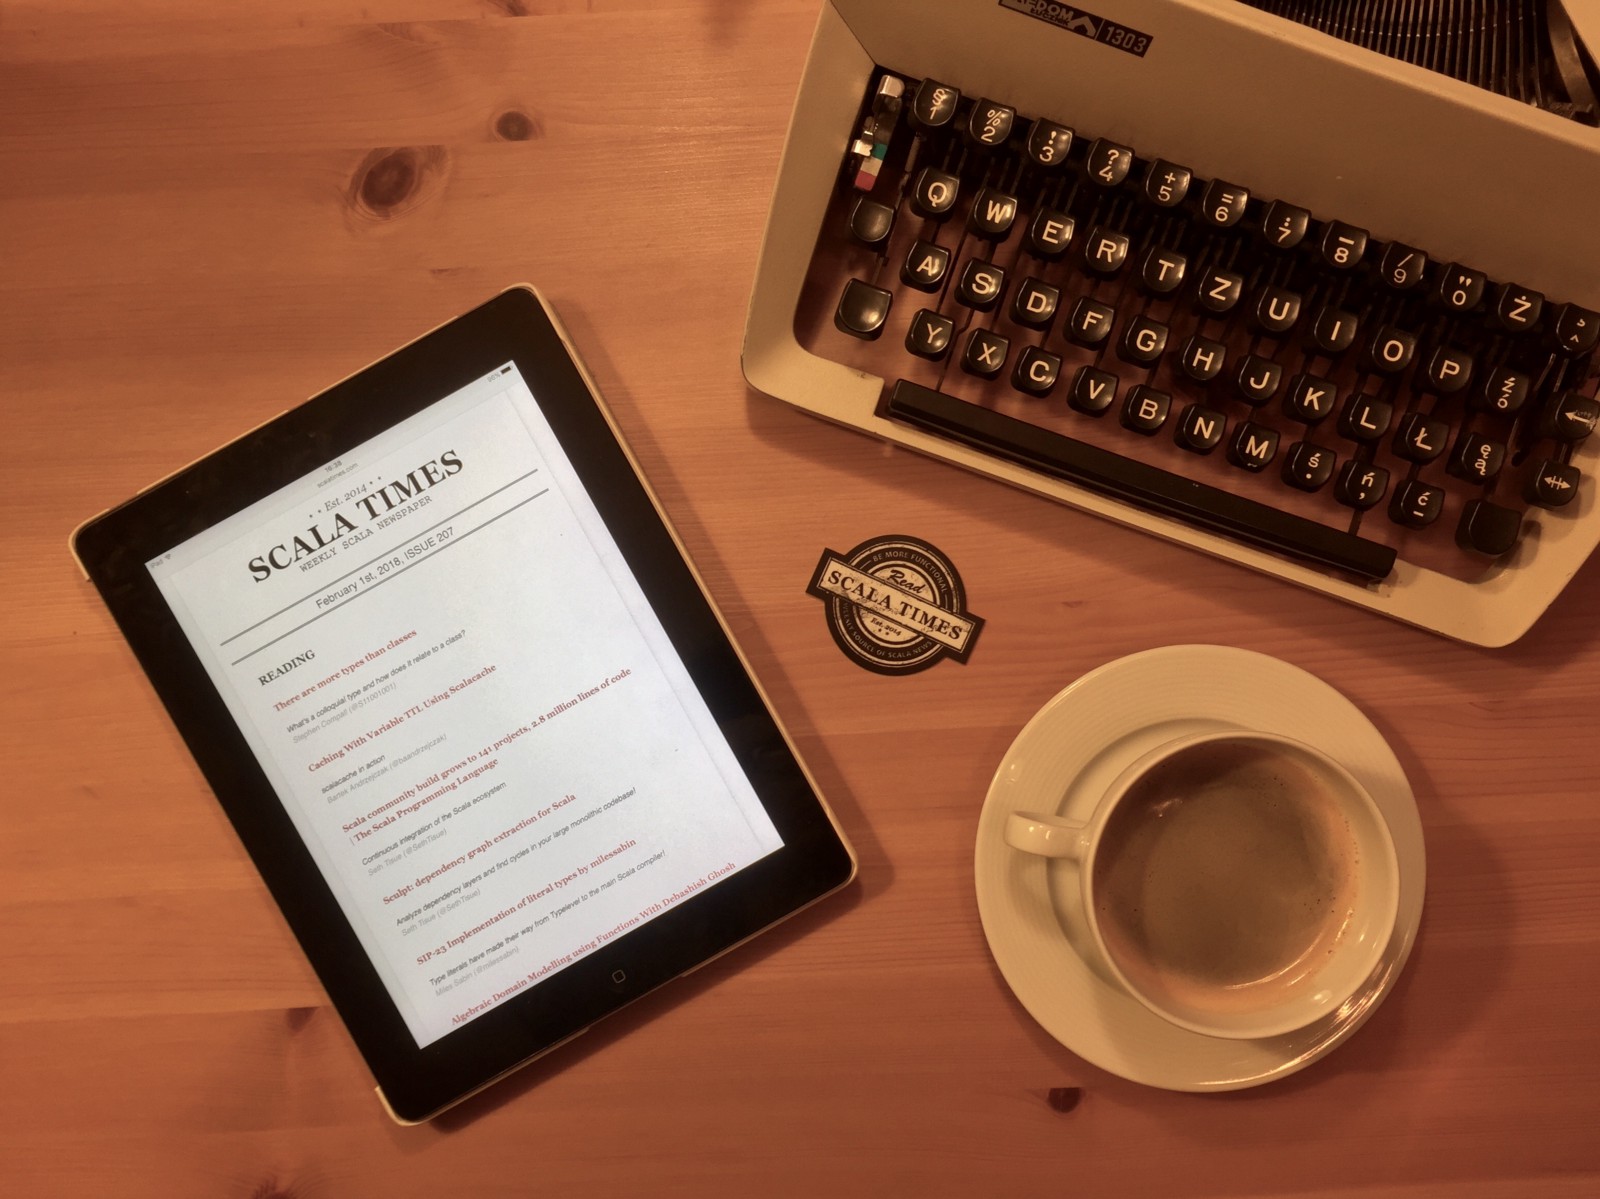 iPad
16:38
96%
scalatimes.com
• • Est. 2014 • •
SCALA TIMES
WEEKLY SCALA NEWSPAPER
February 1st, 2018, ISSUE 207
READING
There are more types than classes
What's a colloquial type and how does it relate to a class?
Stephen Compall (@S11001001)
Caching With Variable TTL Using Scalacache
scalacache in action
Bartek Andrzejczak (@baandrzejczak)
Scala community build grows to 141 projects, 2.8 million lines of code
| The Scala Programming Language
Continuous integration of the Scala ecosystem
Seth Tisue (@SethTisue)
Sculpt: dependency graph extraction for Scala
Analyze dependency layers and find cycles in your large monolithic codebase!
Seth Tisue (@SethTisue)
SIP-23 Implementation of literal types by milessabin
Type literals have made their way from Typelever to the main Scala compiler!
Miles Sabin (@milessabin)
Algebraic Domain Modelling using Functions With Debashish Ghosh
BE MORE FUNCTIONAL
Read
SCALA TIMES
Est. 2014
WEEKLY SOURCE OF SCALA NEWS
PREDOM
ŁUCZNIK
1303
§ % ! ? + = : _ / "
1 2 3 4 5 6 7 8 9 0 Ż
Q W E R T Z U I O P ż ó
A S D F G H J K L Ł ę ą
Y X C V B N M ś . ń , ć -